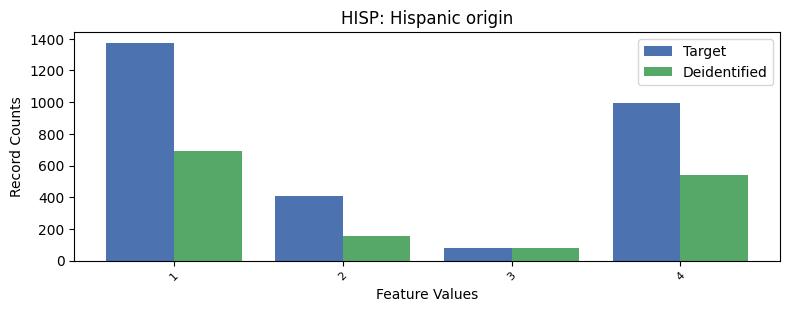 HISP: Hispanic origin
Target
Deidentified
Record Counts
1400
1200
1000
800
600
400
200
0
1
2
3
4
Feature Values